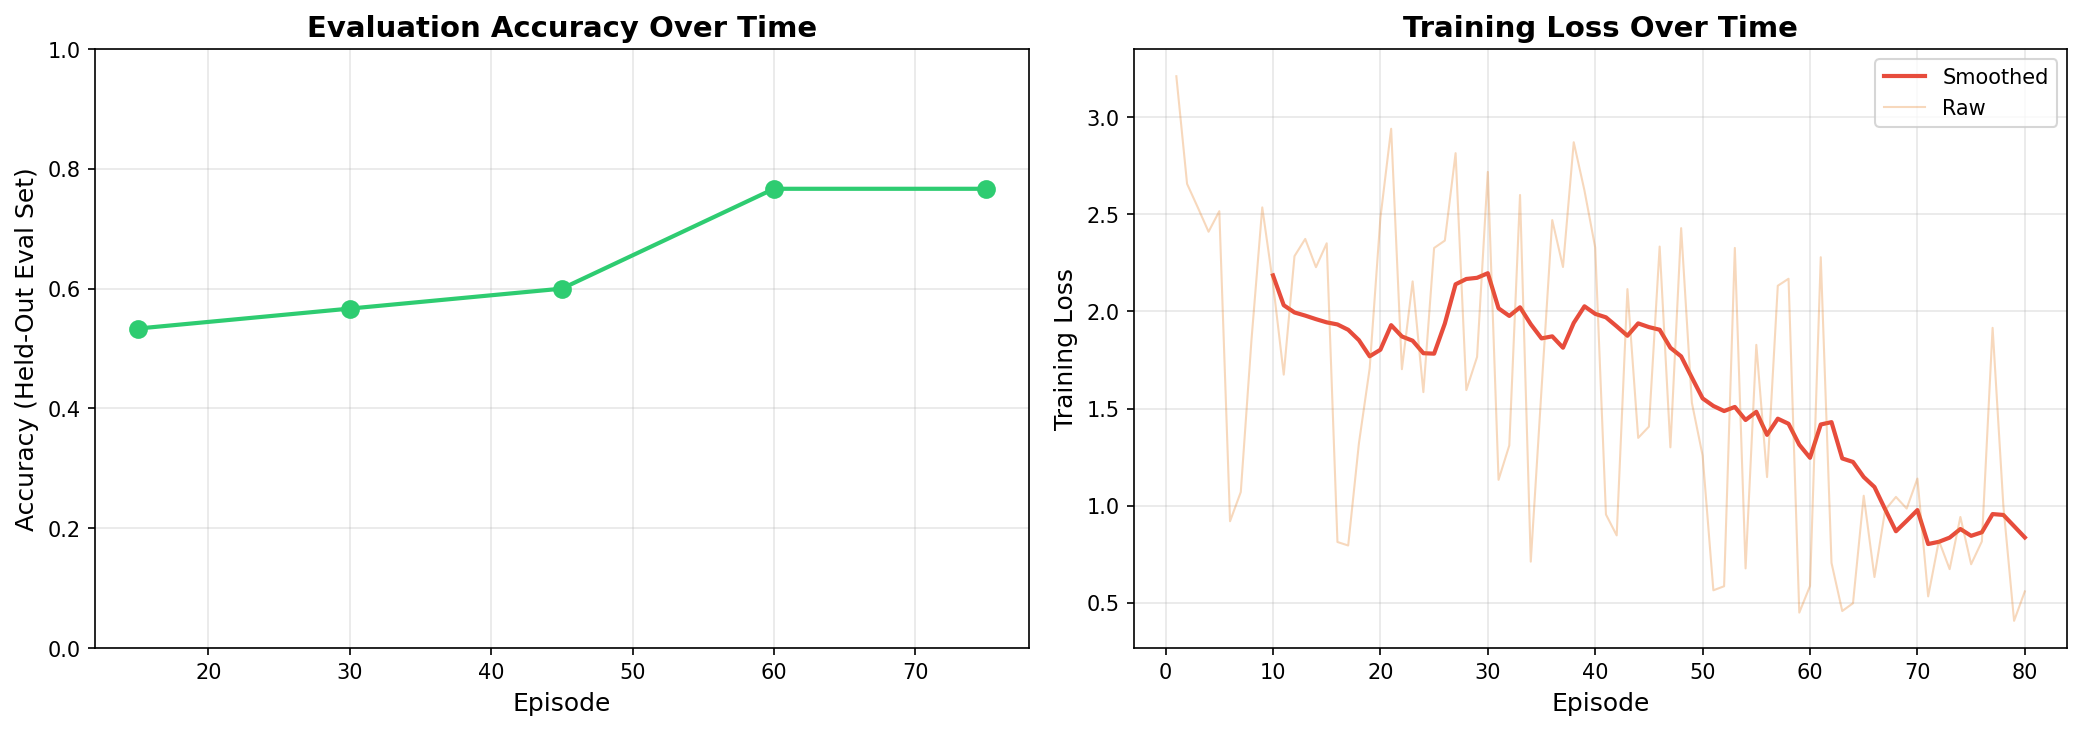 Evaluation Accuracy Over Time
Accuracy (Held-Out Eval Set)
1.0
0.8
0.6
0.4
0.2
0.0
20 30 40 50 60 70
Episode
Training Loss Over Time
Smoothed
Raw
Training Loss
3.0
2.5
2.0
1.5
1.0
0.5
0 10 20 30 40 50 60 70 80
Episode